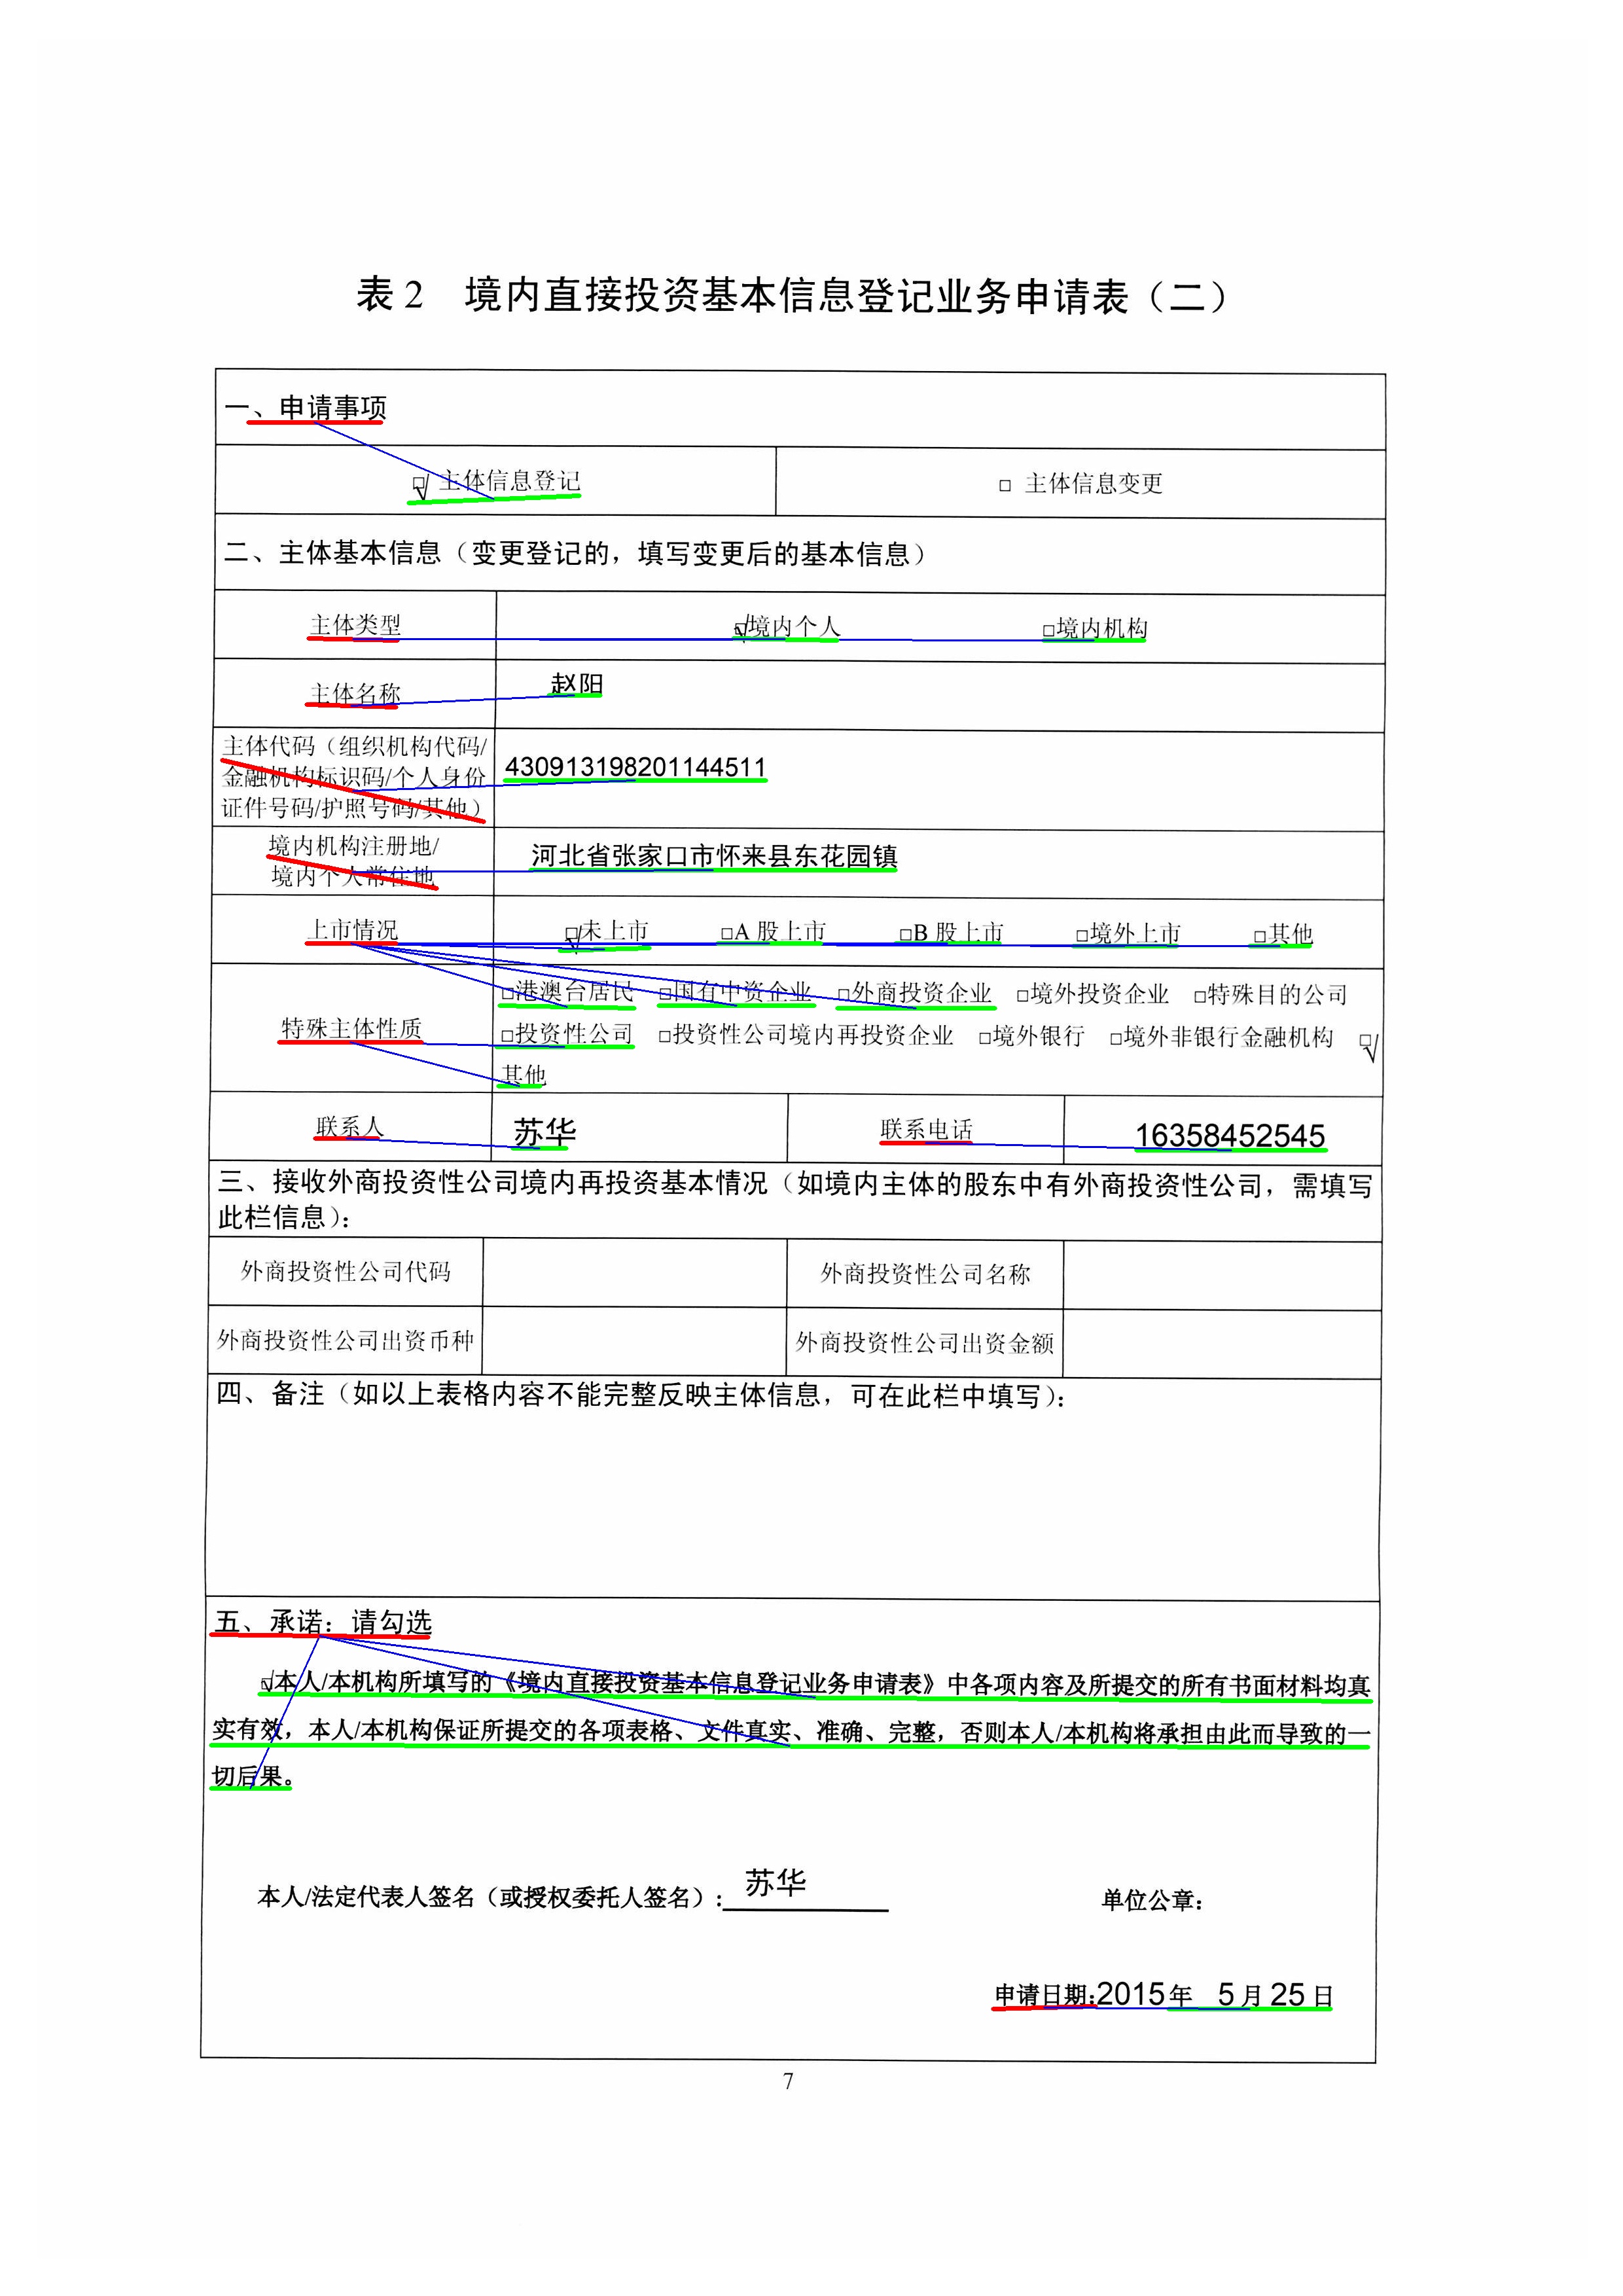 表 2 境内直接投资基本信息登记业务申请表（二）
一、申请事项
□√ 主体信息登记 □ 主体信息变更
二、主体基本信息（变更登记的，填写变更后的基本信息）
主体类型 □√境内个人 □境内机构
主体名称 赵阳
主体代码（组织机构代码/
金融机构标识码/个人身份
证件号码/护照号码/其他）
430913198201144511
境内机构注册地/
境内个人常住地
河北省张家口市怀来县东花园镇
上市情况 □√未上市 □A 股上市 □B 股上市 □境外上市 □其他
特殊主体性质
□港澳台居民 □国有中资企业 □外商投资企业 □境外投资企业 □特殊目的公司
□投资性公司 □投资性公司境内再投资企业 □境外银行 □境外非银行金融机构 □√
其他
联系人 苏华 联系电话 16358452545
三、接收外商投资性公司境内再投资基本情况（如境内主体的股东中有外商投资性公司，需填写
此栏信息）：
外商投资性公司代码 外商投资性公司名称
外商投资性公司出资币种 外商投资性公司出资金额
四、备注（如以上表格内容不能完整反映主体信息，可在此栏中填写）：
五、承诺：请勾选
□√本人/本机构所填写的《境内直接投资基本信息登记业务申请表》中各项内容及所提交的所有书面材料均真
实有效，本人/本机构保证所提交的各项表格、文件真实、准确、完整，否则本人/本机构将承担由此而导致的一
切后果。
本人/法定代表人签名（或授权委托人签名）：苏华 单位公章：
申请日期:2015年 5月25日
7